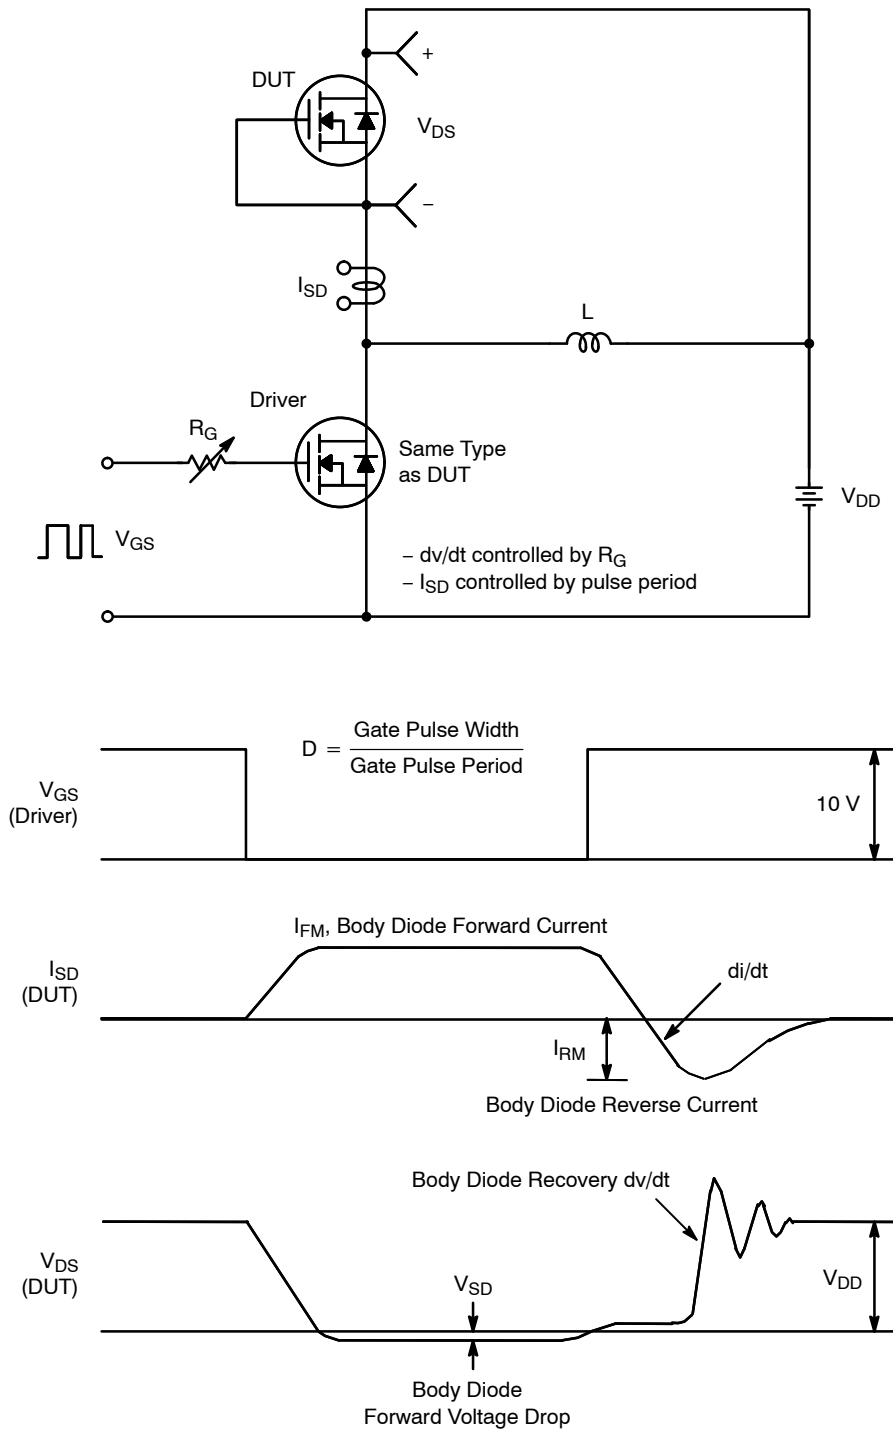 +
DUT
V_DS
−
I_SD
L
Driver
R_G
Same Type
as DUT
V_DD
V_GS
− dv/dt controlled by R_G
− I_SD controlled by pulse period
D = Gate Pulse Width
Gate Pulse Period
V_GS
(Driver)
10 V
I_FM, Body Diode Forward Current
I_SD
(DUT)
di/dt
I_RM
Body Diode Reverse Current
Body Diode Recovery dv/dt
V_DS
(DUT)
V_SD
V_DD
Body Diode
Forward Voltage Drop